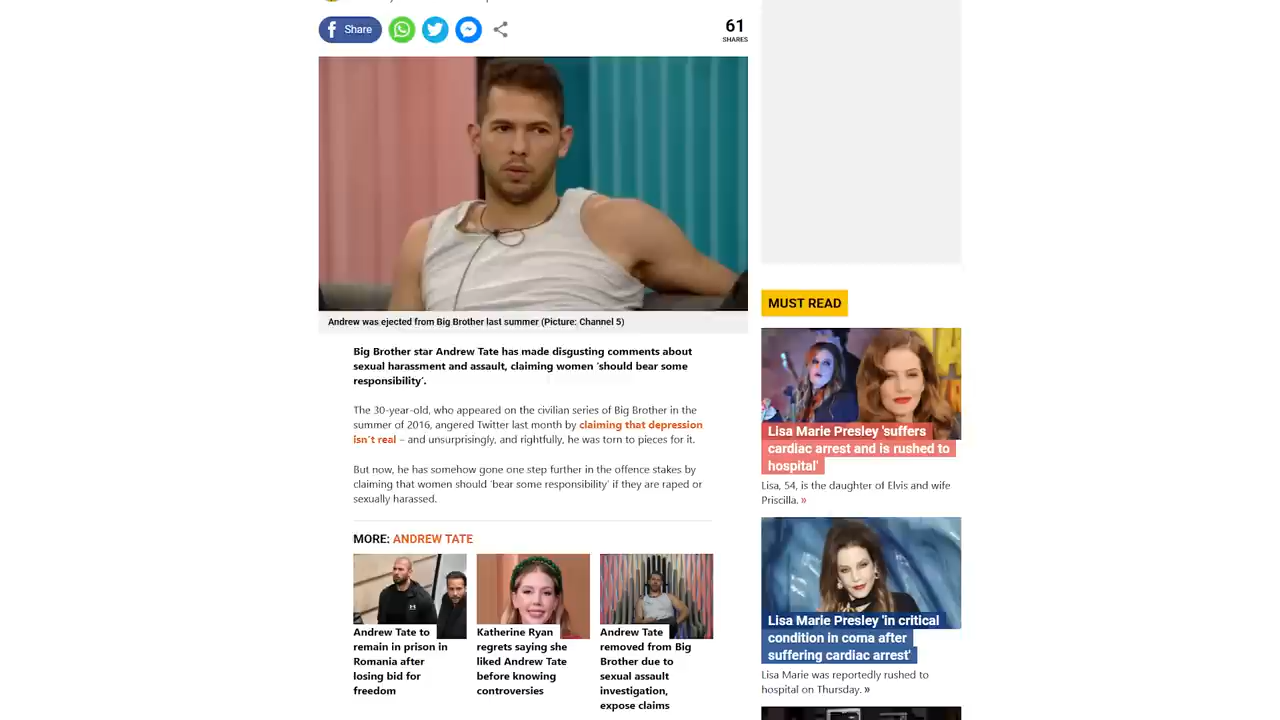 Share
61
SHARES
Andrew was ejected from Big Brother last summer (Picture: Channel 5)
Big Brother star Andrew Tate has made disgusting comments about
sexual harassment and assault, claiming women ‘should bear some
responsibility’.
The 30-year-old, who appeared on the civilian series of Big Brother in the
summer of 2016, angered Twitter last month by claiming that depression
isn’t real – and unsurprisingly, and rightfully, he was torn to pieces for it.
But now, he has somehow gone one step further in the offence stakes by
claiming that women should ‘bear some responsibility’ if they are raped or
sexually harassed.
MORE: ANDREW TATE
Andrew Tate to
remain in prison in
Romania after
losing bid for
freedom
Katherine Ryan
regrets saying she
liked Andrew Tate
before knowing
controversies
Andrew Tate
removed from Big
Brother due to
sexual assault
investigation,
expose claims
MUST READ
Lisa Marie Presley 'suffers
cardiac arrest and is rushed to
hospital'
Lisa, 54, is the daughter of Elvis and wife
Priscilla. »
Lisa Marie Presley 'in critical
condition in coma after
suffering cardiac arrest'
Lisa Marie was reportedly rushed to
hospital on Thursday. »